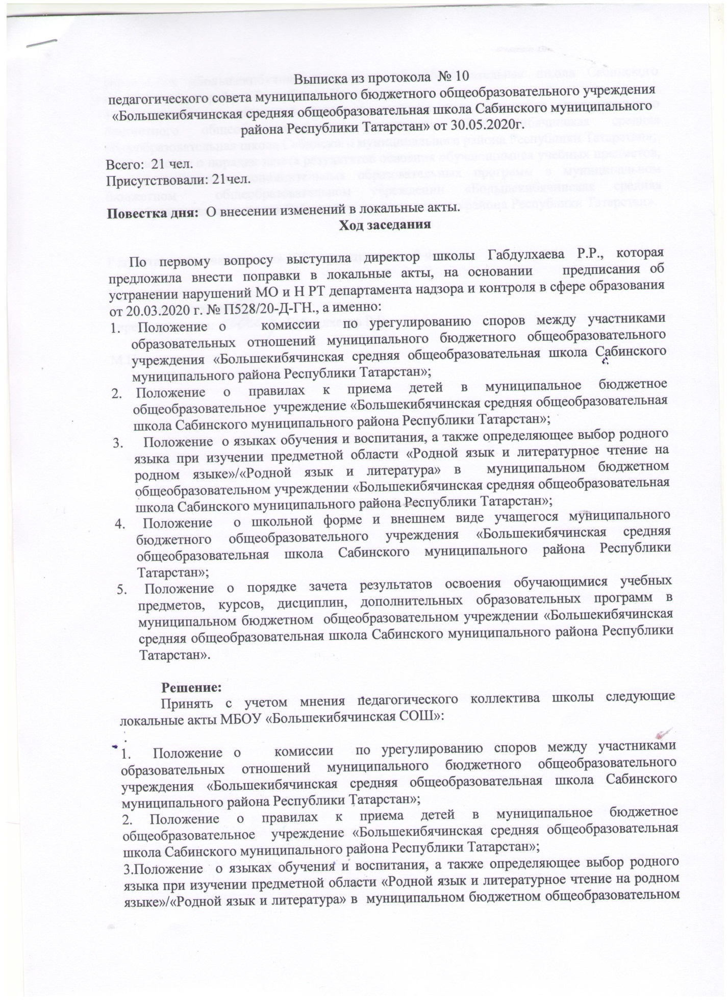 Выписка из протокола № 10
педагогического совета муниципального бюджетного общеобразовательного учреждения
«Большекибячинская средняя общеобразовательная школа Сабинского муниципального
района Республики Татарстан» от 30.05.2020г.
Всего: 21 чел.
Присутствовали: 21чел.
Повестка дня: О внесении изменений в локальные акты.
Ход заседания
По первому вопросу выступила директор школы Габдулхаева Р.Р., которая
предложила внести поправки в локальные акты, на основании предписания об
устранении нарушений МО и Н РТ департамента надзора и контроля в сфере образования
от 20.03.2020 г. № П528/20-Д-ГН., а именно:
1. Положение о комиссии по урегулированию споров между участниками
образовательных отношений муниципального бюджетного общеобразовательного
учреждения «Большекибячинская средняя общеобразовательная школа Сабинского
муниципального района Республики Татарстан»;
2. Положение о правилах к приема детей в муниципальное бюджетное
общеобразовательное учреждение «Большекибячинская средняя общеобразовательная
школа Сабинского муниципального района Республики Татарстан»;
3. Положение о языках обучения и воспитания, а также определяющее выбор родного
языка при изучении предметной области «Родной язык и литературное чтение на
родном языке»/«Родной язык и литература» в муниципальном бюджетном
общеобразовательном учреждении «Большекибячинская средняя общеобразовательная
школа Сабинского муниципального района Республики Татарстан»;
4. Положение о школьной форме и внешнем виде учащегося муниципального
бюджетного общеобразовательного учреждения «Большекибячинская средняя
общеобразовательная школа Сабинского муниципального района Республики
Татарстан»;
5. Положение о порядке зачета результатов освоения обучающимися учебных
предметов, курсов, дисциплин, дополнительных образовательных программ в
муниципальном бюджетном общеобразовательном учреждении «Большекибячинская
средняя общеобразовательная школа Сабинского муниципального района Республики
Татарстан».
Решение:
Принять с учетом мнения педагогического коллектива школы следующие
локальные акты МБОУ «Большекибячинская СОШ»:
.
1. Положение о комиссии по урегулированию споров между участниками
образовательных отношений муниципального бюджетного общеобразовательного
учреждения «Большекибячинская средняя общеобразовательная школа Сабинского
муниципального района Республики Татарстан»;
2. Положение о правилах к приема детей в муниципальное бюджетное
общеобразовательное учреждение «Большекибячинская средняя общеобразовательная
школа Сабинского муниципального района Республики Татарстан»;
3.Положение о языках обучения и воспитания, а также определяющее выбор родного
языка при изучении предметной области «Родной язык и литературное чтение на родном
языке»/«Родной язык и литература» в муниципальном бюджетном общеобразовательном